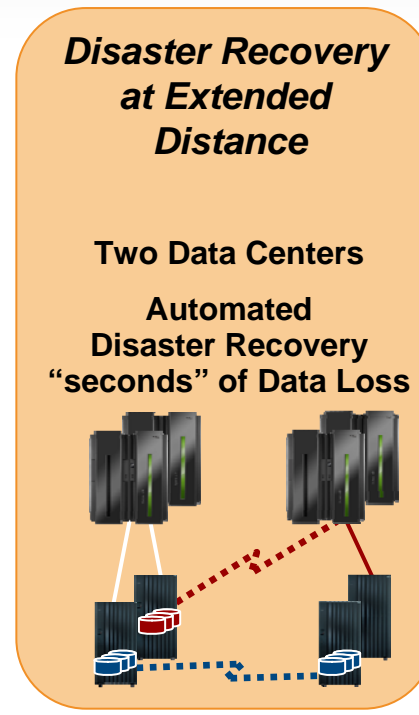 Disaster Recovery
at Extended
Distance
Two Data Centers
Automated
Disaster Recovery
“seconds” of Data Loss